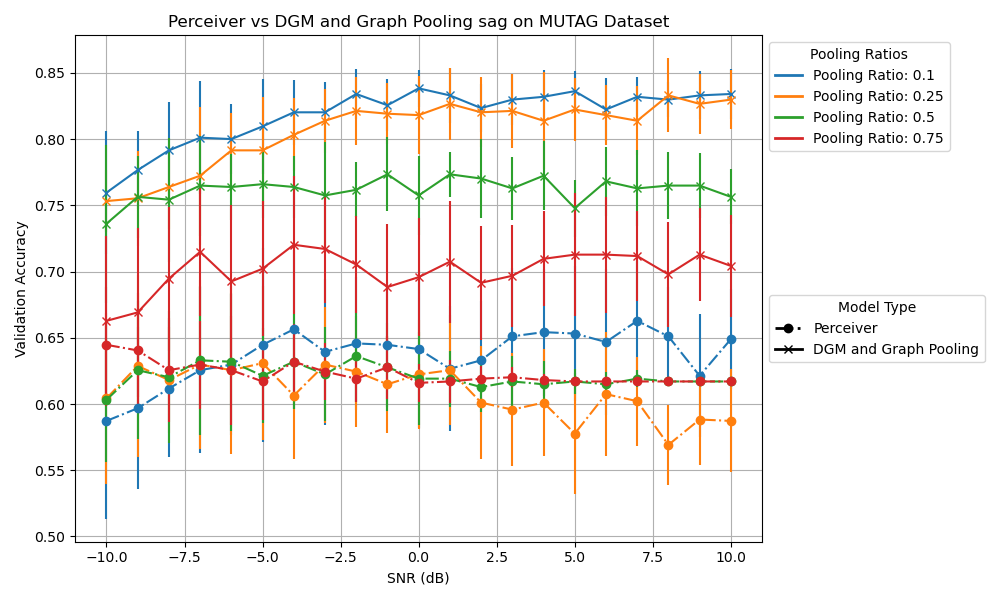 Perceiver vs DGM and Graph Pooling sag on MUTAG Dataset
Validation Accuracy
0.85
0.80
0.75
0.70
0.65
0.60
0.55
0.50
−10.0 −7.5 −5.0 −2.5 0.0 2.5 5.0 7.5 10.0
SNR (dB)
Pooling Ratios
Pooling Ratio: 0.1
Pooling Ratio: 0.25
Pooling Ratio: 0.5
Pooling Ratio: 0.75
Model Type
Perceiver
DGM and Graph Pooling